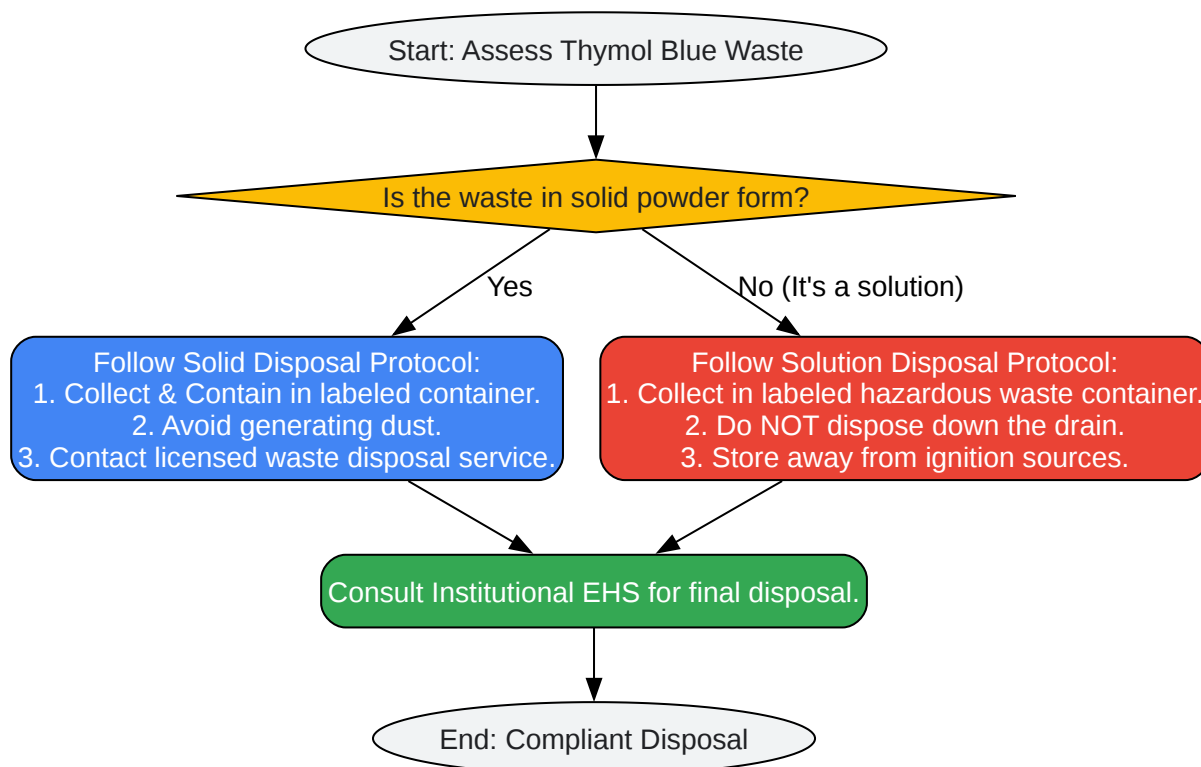 Start: Assess Thymol Blue Waste
Is the waste in solid powder form?
Yes
No (It's a solution)
Follow Solid Disposal Protocol:
1. Collect & Contain in labeled container.
2. Avoid generating dust.
3. Contact licensed waste disposal service.
Follow Solution Disposal Protocol:
1. Collect in labeled hazardous waste container.
2. Do NOT dispose down the drain.
3. Store away from ignition sources.
Consult Institutional EHS for final disposal.
End: Compliant Disposal